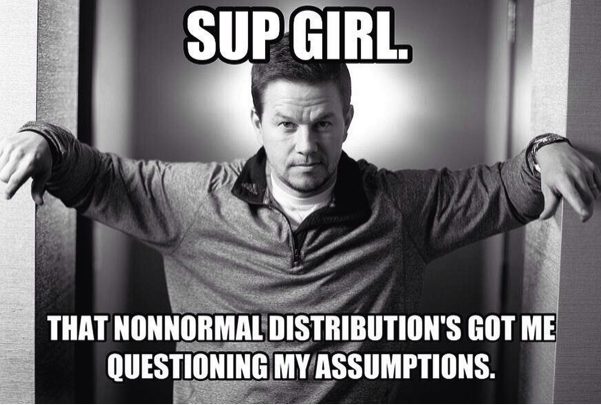 SUP GIRL.
THAT NONNORMAL DISTRIBUTION'S GOT ME
QUESTIONING MY ASSUMPTIONS.